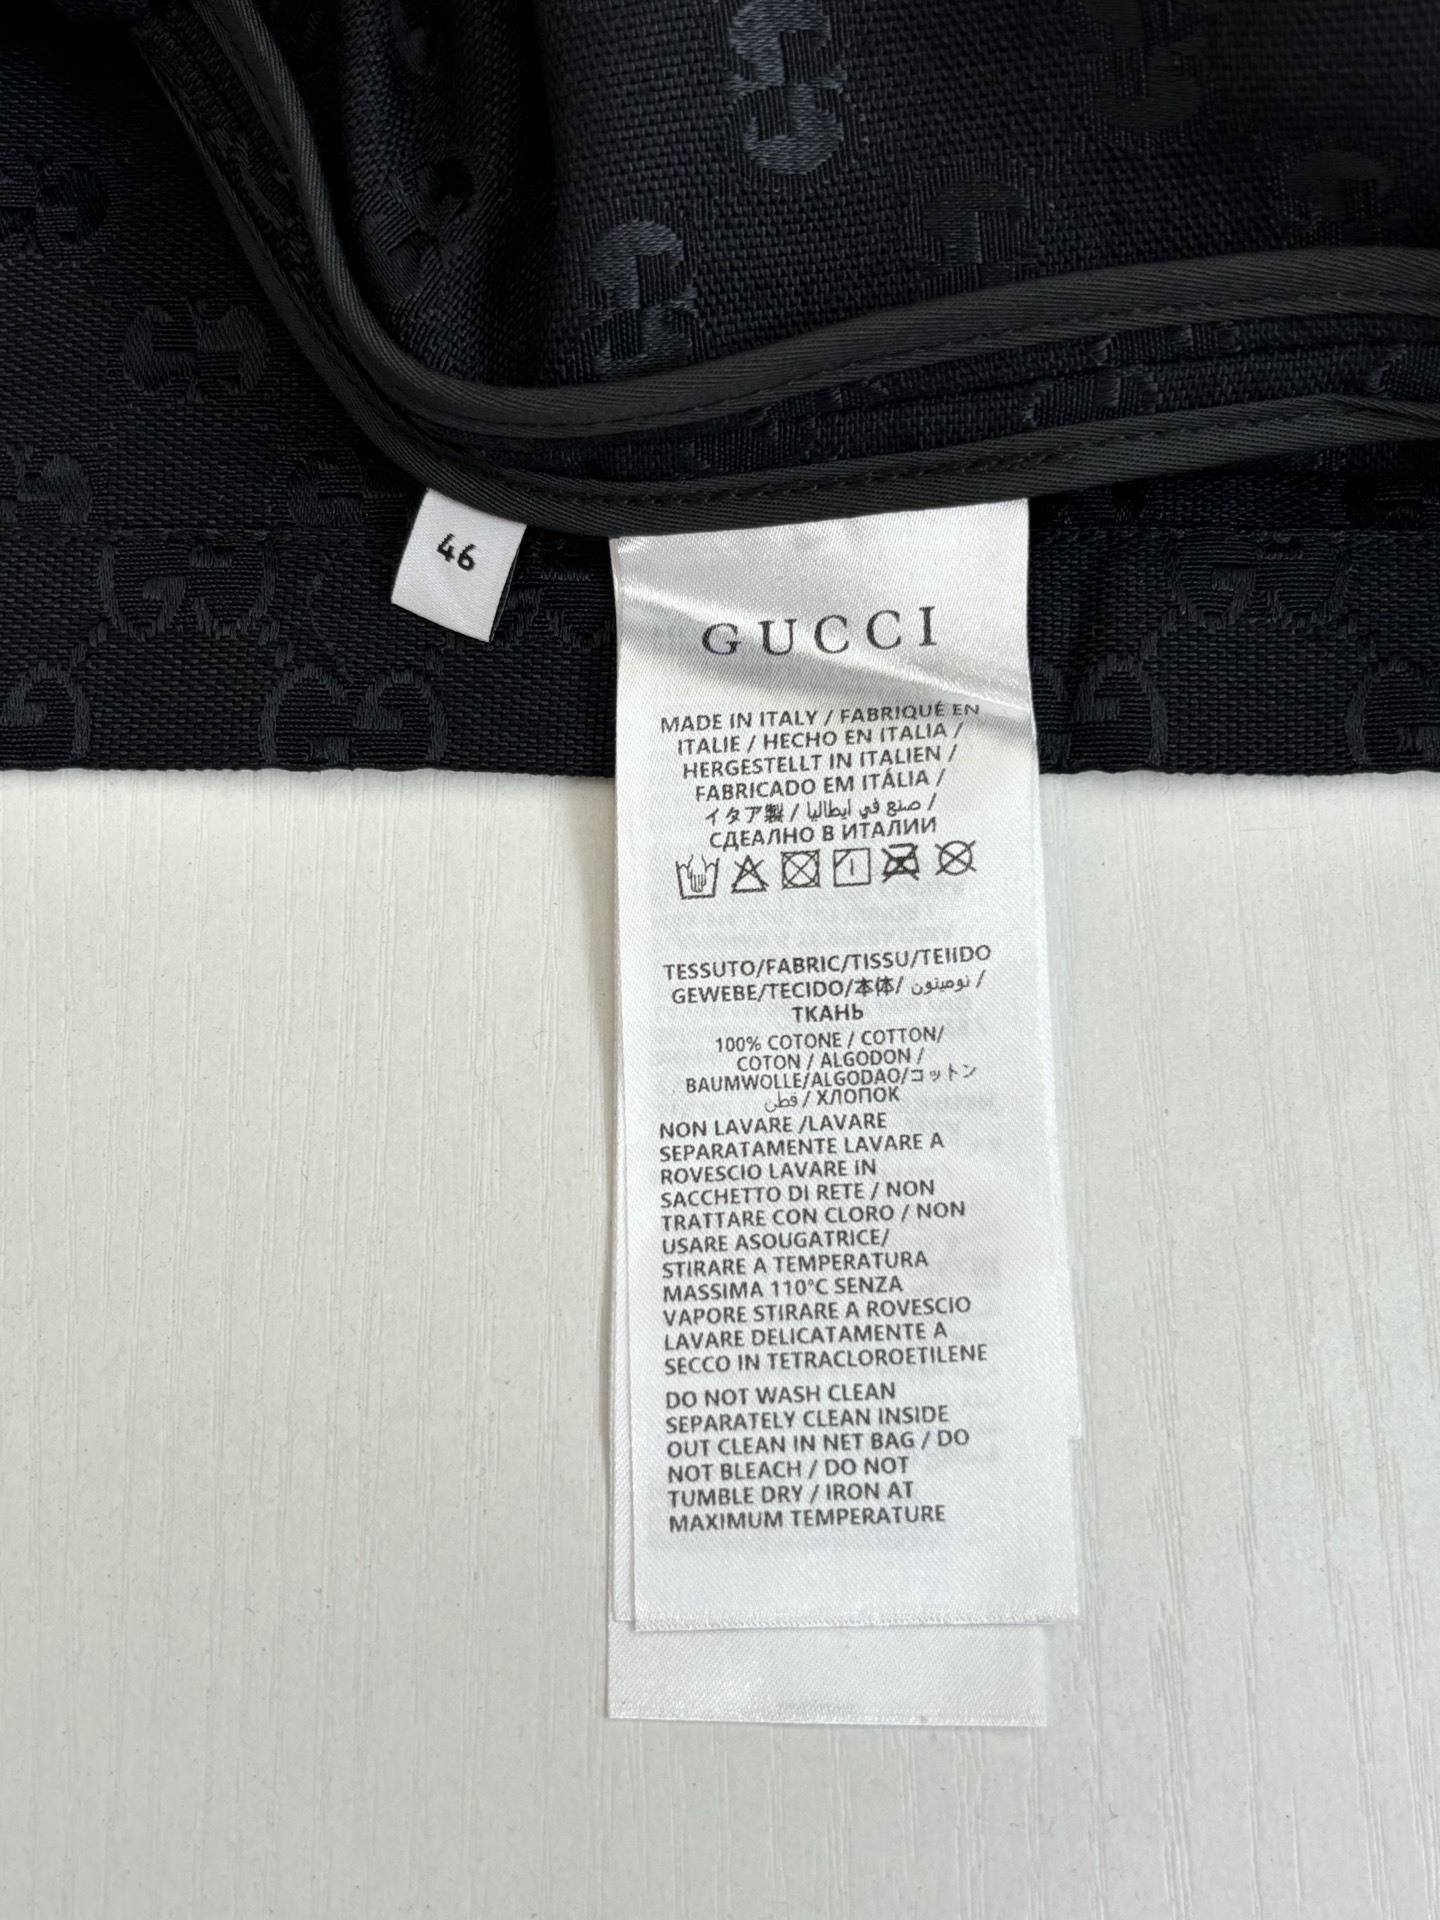 46
GUCCI
MADE IN ITALY / FABRIQUÉ EN
ITALIE / HECHO EN ITALIA /
HERGESTELLT IN ITALIEN /
FABRICADO EM ITÁLIA /
イタア製 / صنع في ايطاليا /
СДЕАЛНО В ИТАЛИИ
TESSUTO/FABRIC/TISSU/TEIIDO
GEWEBE/TECIDO/本体/ نوميتون /
ТКАНЬ
100% COTONE / COTTON/
COTON / ALGODON /
BAUMWOLLE/ALGODAO/コットン
قطن / ХЛОПОК
NON LAVARE /LAVARE
SEPARATAMENTE LAVARE A
ROVESCIO LAVARE IN
SACCHETTO DI RETE / NON
TRATTARE CON CLORO / NON
USARE ASOUGATRICE/
STIRARE A TEMPERATURA
MASSIMA 110°C SENZA
VAPORE STIRARE A ROVESCIO
LAVARE DELICATAMENTE A
SECCO IN TETRACLOROETILENE
DO NOT WASH CLEAN
SEPARATELY CLEAN INSIDE
OUT CLEAN IN NET BAG / DO
NOT BLEACH / DO NOT
TUMBLE DRY / IRON AT
MAXIMUM TEMPERATURE